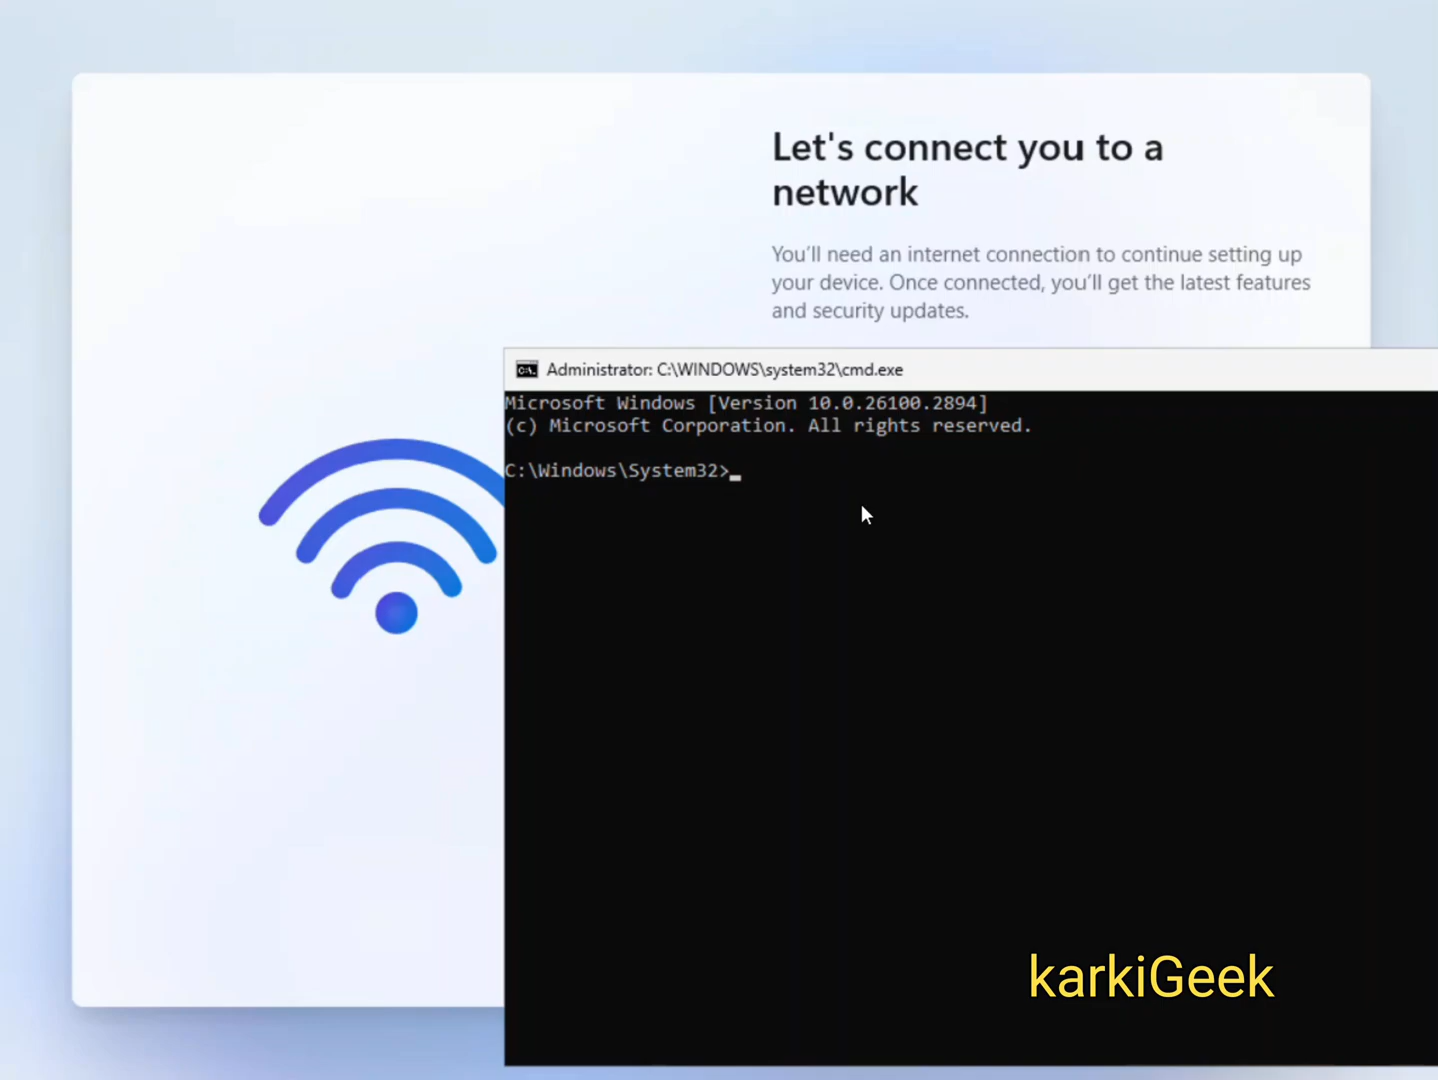 Let's connect you to a
network
You’ll need an internet connection to continue setting up
your device. Once connected, you’ll get the latest features
and security updates.
Administrator: C:\WINDOWS\system32\cmd.exe
Microsoft Windows [Version 10.0.26100.2894]
(c) Microsoft Corporation. All rights reserved.
C:\Windows\System32>
karkiGeek